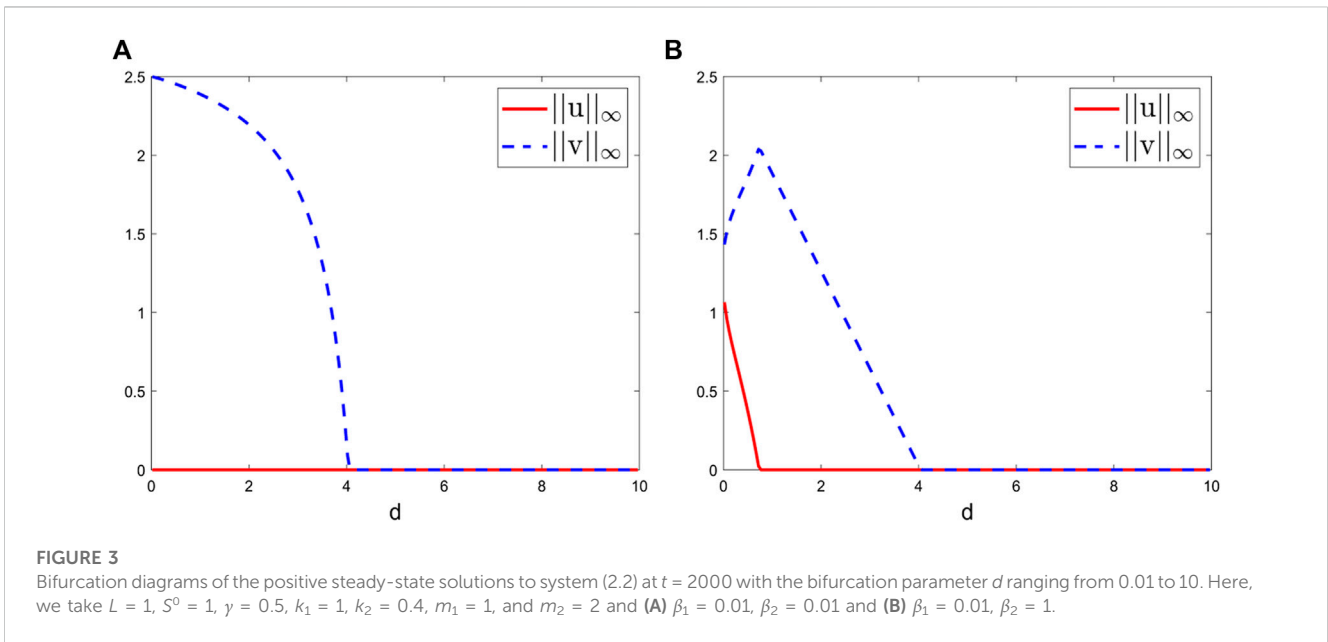 A
B
2.5
2
1.5
1
0.5
0
0 2 4 6 8 10
d
||u||∞
||v||∞
2.5
2
1.5
1
0.5
0
0 2 4 6 8 10
d
||u||∞
||v||∞
FIGURE 3
Bifurcation diagrams of the positive steady-state solutions to system (2.2) at t = 2000 with the bifurcation parameter d ranging from 0.01 to 10. Here,
we take L = 1, S⁰ = 1, γ = 0.5, k₁ = 1, k₂ = 0.4, m₁ = 1, and m₂ = 2 and (A) β₁ = 0.01, β₂ = 0.01 and (B) β₁ = 0.01, β₂ = 1.